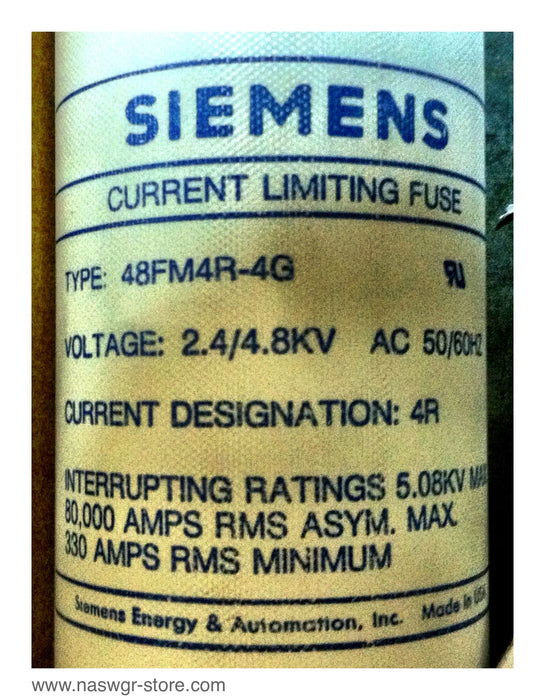 SIEMENS
CURRENT LIMITING FUSE
TYPE: 48FM4R-4G
VOLTAGE: 2.4/4.8KV AC 50/60HZ
CURRENT DESIGNATION: 4R
INTERRUPTING RATINGS 5.08KV MAX
80,000 AMPS RMS ASYM. MAX.
330 AMPS RMS MINIMUM
Siemens Energy & Automation, Inc. Made in USA
www.naswgr-store.com